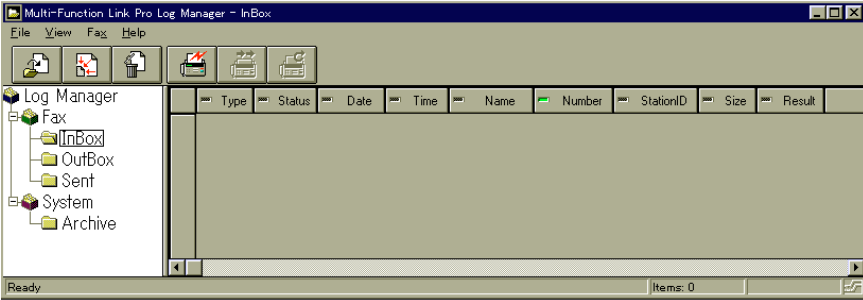 Multi-Function Link Pro Log Manager - InBox
File View Fax Help
Log Manager
Fax
InBox
OutBox
Sent
System
Archive
Type Status Date Time Name Number StationID Size Result
Ready Items: 0